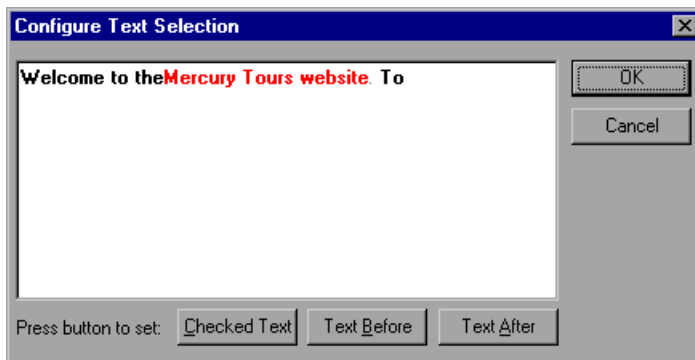 Configure Text Selection
Welcome to theMercury Tours website. To
OK
Cancel
Press button to set: Checked Text Text Before Text After